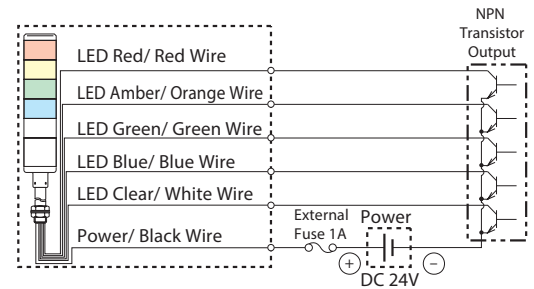 NPN
Transistor
Output
LED Red/ Red Wire
LED Amber/ Orange Wire
LED Green/ Green Wire
LED Blue/ Blue Wire
LED Clear/ White Wire
Power/ Black Wire
External
Fuse 1A
Power
+
−
DC 24V